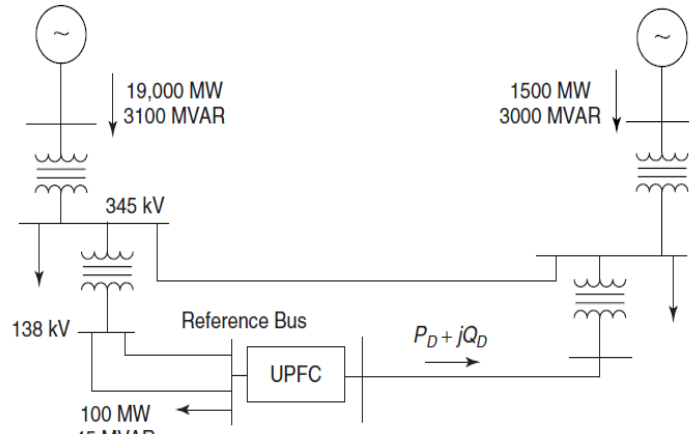 ~
~
19,000 MW
3100 MVAR
1500 MW
3000 MVAR
345 kV
138 kV
Reference Bus
P_D + jQ_D
UPFC
100 MW